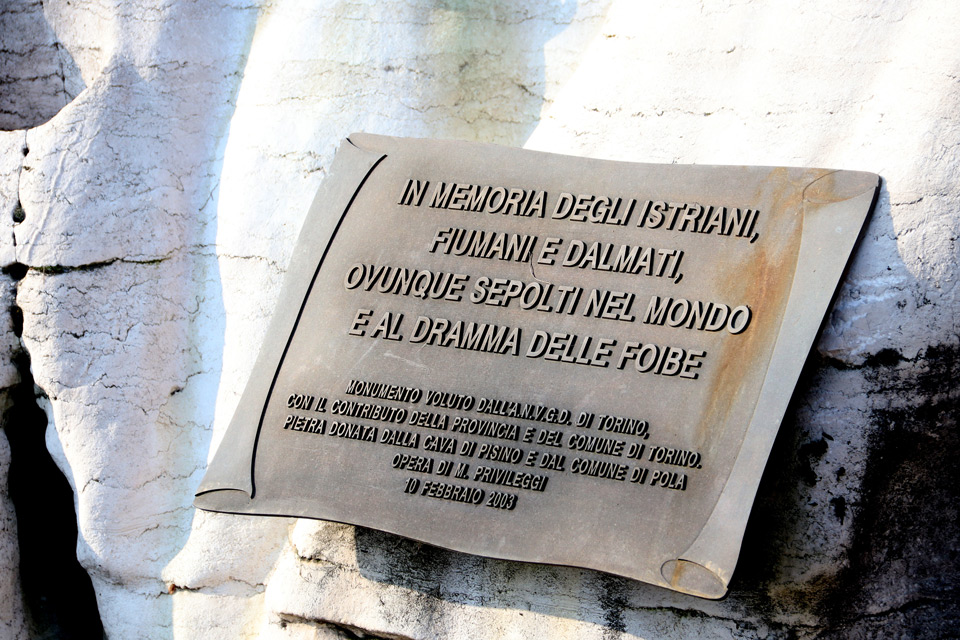 IN MEMORIA DEGLI ISTRIANI,
FIUMANI E DALMATI,
OVUNQUE SEPOLTI NEL MONDO
E AL DRAMMA DELLE FOIBE
MONUMENTO VOLUTO DALL'A.N.V.G.D. DI TORINO,
CON IL CONTRIBUTO DELLA PROVINCIA E DEL COMUNE DI TORINO.
PIETRA DONATA DALLA CAVA DI PISINO E DAL COMUNE DI POLA
OPERA DI M. PRIVILEGGI
10 FEBBRAIO 2003